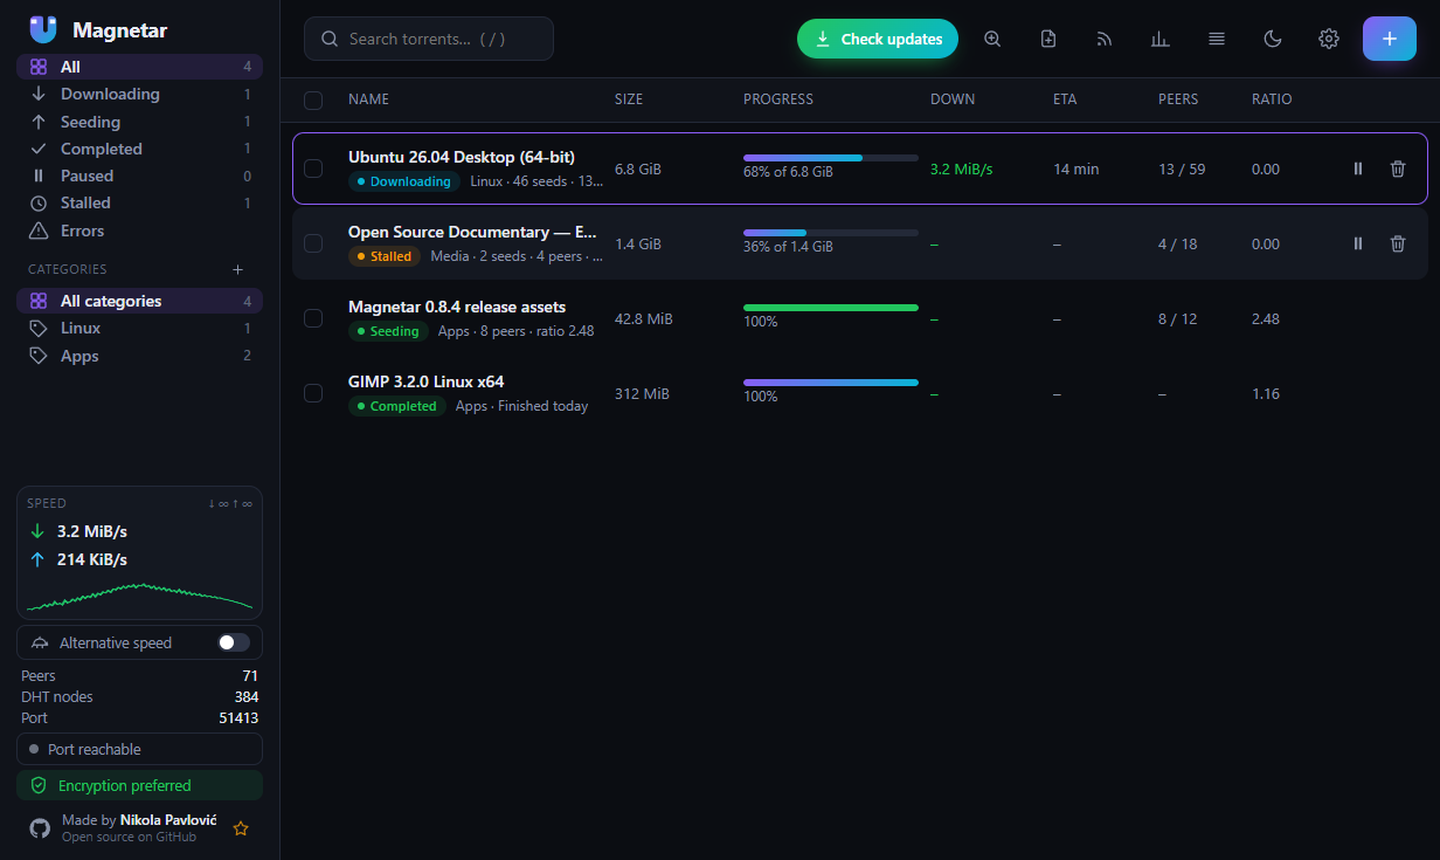 Magnetar
All 4
Downloading 1
Seeding 1
Completed 1
Paused 0
Stalled 1
Errors
CATEGORIES +
All categories 4
Linux 1
Apps 2
SPEED ↓ ∞ ↑ ∞
3.2 MiB/s
214 KiB/s
Alternative speed
Peers 71
DHT nodes 384
Port 51413
Port reachable
Encryption preferred
Made by Nikola Pavlović
Open source on GitHub
Search torrents... ( / )
Check updates
NAME SIZE PROGRESS DOWN ETA PEERS RATIO
Ubuntu 26.04 Desktop (64-bit)
Downloading Linux · 46 seeds · 13...
6.8 GiB
68% of 6.8 GiB
3.2 MiB/s 14 min 13 / 59 0.00
Open Source Documentary — E...
Stalled Media · 2 seeds · 4 peers · ...
1.4 GiB
36% of 1.4 GiB
– – 4 / 18 0.00
Magnetar 0.8.4 release assets
Seeding Apps · 8 peers · ratio 2.48
42.8 MiB
100%
– – 8 / 12 2.48
GIMP 3.2.0 Linux x64
Completed Apps · Finished today
312 MiB
100%
– – – 1.16